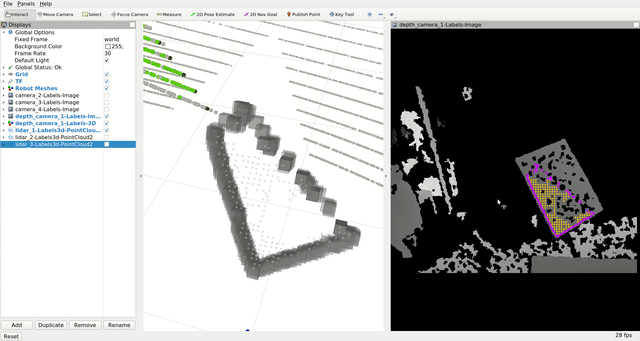 File Panels Help
Interact Move Camera Select Focus Camera Measure 2D Pose Estimate 2D Nav Goal Publish Point Key Tool
Displays
Global Options
Fixed Frame world
Background Color 255;
Frame Rate 30
Default Light
Global Status: Ok
Grid
TF
Robot Meshes
camera_2-Labels-Image
camera_3-Labels-Image
camera_4-Labels-Image
depth_camera_1-Labels-Im...
depth_camera_1-Labels-3D
lidar_1-Labels3d-PointClou...
lidar_2-Labels3d-PointCloud2
lidar_3-Labels3d-PointCloud2
Add Duplicate Remove Rename
Reset
depth_camera_1-Labels-Image
28 fps